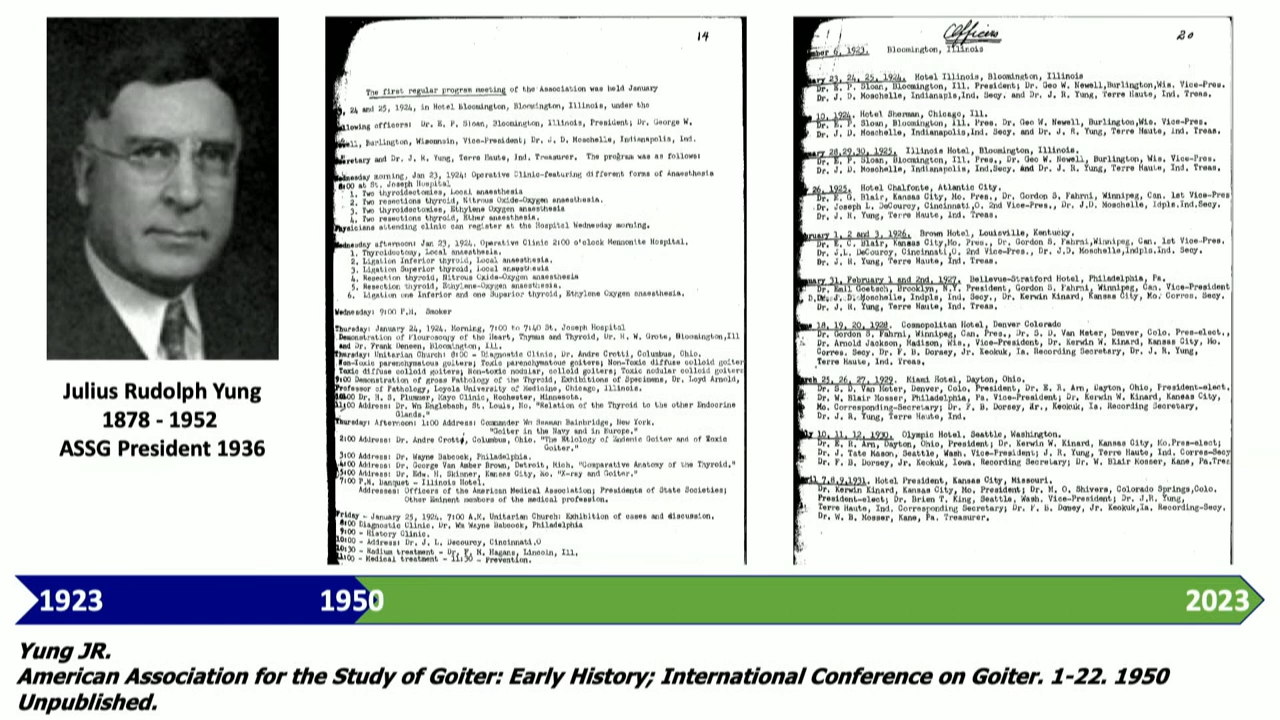 Julius Rudolph Yung
1878 - 1952
ASSG President 1936
14
The first regular program meeting of the Association was held January
24 and 25, 1924, in Hotel Bloomington, Bloomington, Illinois, under the
officers: Dr. E. P. Sloan, Bloomington, Illinois, President; Dr. George W.
Burlington, Wisconsin, Vice-President; Dr. J. D. Moschelle, Indianapolis, Ind.
and Dr. J. R. Yung, Terre Haute, Ind. Treasurer. The program was as follows:
Wednesday morning, Jan 23, 1924: Operative Clinic-featuring different forms of Anaesthesia
8:00 at St. Joseph Hospital
1. Two thyroidectomies, Local anaesthesia
2. Two resections thyroid, Nitrous Oxide-Oxygen anaesthesia.
3. Two thyroidectomies, Ethylene Oxygen anaesthesia.
4. Two resections thyroid, Ether anaesthesia.
Physicians attending clinic can register at the Hospital Wednesday morning.
Wednesday afternoon: Jan 23, 1924. Operative Clinic 2:00 o'clock Mennonite Hospital.
1. Thyroidectomy, Local anaesthesia.
2. Ligation Inferior thyroid, Local anaesthesia.
3. Ligation Superior thyroid, Local anaesthesia
4. Resection thyroid, Nitrous Oxide-Oxygen anaesthesia.
5. Resection thyroid, Ethylene-Oxygen anaesthesia.
6. Ligation one Inferior and one Superior thyroid, Ethylene Oxygen anaesthesia.
Wednesday: 9:00 P.M. Smoker
Thursday: January 24, 1924. Morning, 7:00 to 7:40 St. Joseph Hospital
Demonstration of Flouroscopy of the Heart, Thymus and Thyroid, Dr. H. W. Grote, Bloomington,Ill
and Dr. Frank Deneen, Bloomington, Ill.
Thursday: Unitarian Church: 8:00 - Diagnostic Clinic, Dr. Andre Crotti, Columbus, Ohio.
Non-Toxic parenchymatous goiters; Toxic parenchymatous goiters; Non-Toxic diffuse colloid goiter
Toxic diffuse colloid goiters; Non-toxic nodular, colloid goiters; Toxic nodular colloid goiters
9:00 Demonstration of gross Pathology of the Thyroid, Exhibitions of Specimens, Dr. Loyd Arnold,
Professor of Pathology, Loyola University of Medicine, Chicago, Illinois.
10:00 Dr. H. S. Plummer, Mayo Clinic, Rochester, Minnesota.
11:00 Address: Dr. Wm Englebach, St. Louis, Mo. "Relation of the Thyroid to the other Endocrine
Glands."
Thursday: Afternoon: 1:00 Address: Commander Wm Seaman Bainbridge, New York.
"Goiter in the Navy and in Europe."
2:00 Address: Dr. Andre Crotti, Columbus, Ohio. "The Etiology of Endemic Goiter and of Toxic
Goiter."
3:00 Address: Dr. Wayne Babcock, Philadelphia.
4:00 Address: Dr. George Van Amber Brown, Detroit, Mich. "Comparative Anatomy of the Thyroid."
5:00 Address: Dr. Edw. H. Skinner, Kansas City, Mo. "X-ray and Goiter."
7:00 P.M. Banquet - Illinois Hotel.
Addresses: Officers of the American Medical Association; Presidents of State Societies;
Other Eminent members of the medical profession.
Friday - January 25, 1924. 7:00 A.M. Unitarian Church: Exhibition of cases and discussion.
8:00 Diagnostic Clinic. Dr. Wm Wayne Babcock, Philadelphia
9:00 - History Clinic.
10:00 - Address: Dr. J. L. Decourcy, Cincinnati,O
10:30 - Radium treatment - Dr. F. N. Hagans, Lincoln, Ill.
11:00 - Medical treatment - 11:30 - Prevention.
Officers 20
6, 1923. Bloomington, Illinois
23, 24, 25, 1924. Hotel Illinois, Bloomington, Illinois
Dr. E. P. Sloan, Bloomington, Ill. President; Dr. Geo W. Newell,Burlington,Wis. Vice-Pres.
Dr. J. D. Moschelle, Indianapls,Ind. Secy. and Dr. J. R. Yung, Terre Haute, Ind. Treas.
10, 1924. Hotel Sherman, Chicago, Ill.
Dr. E. P. Sloan, Bloomington, Ill. Pres. Dr. Geo W. Newell, Burlington,Wis. Vice-Pres.
Dr. J. D. Moschelle, Indianapolis,Ind. Secy. and Dr. J. R. Yung, Terre Haute, Ind. Treas.
28,29,30, 1925. Illinois Hotel, Bloomington, Illinois.
Dr. E. P. Sloan, Bloomington, Ill. Pres., Dr. Geo Newell, Burlington, Wis. Vice-Pres.
Dr. J. D. Moschelle, Indianapolis,Ind. Secy. and Dr. J. R. Yung, Terre Haute, Ind. Treas.
26, 1925. Hotel Chalfonte, Atlantic City.
Dr. E. G. Blair, Kansas City, Mo. Pres., Dr. Gordon S. Fahrni, Winnipeg, Can. 1st Vice-Pres
Dr. Joseph L. DeCourcy, Cincinnati,O. 2nd Vice-Pres., Dr. J.D. Moschelle, Idpls,Ind.Secy.
Dr. J. R. Yung, Terre Haute, Ind. Treas.
1, 2 and 3, 1926. Brown Hotel, Louisville, Kentucky.
Dr. E. C. Blair, Kansas City,Mo. Pres., Dr. Gordon S. Fahrni,Winnipeg, Can. 1st Vice-Pres.
Dr. J.L. DeCourcy, Cincinnati,O. 2nd Vice-Pres., Dr. J.D. Moschelle,Indpls.Ind. Secy.
Dr. J. R. Yung, Terre Haute, Ind. Treas.
31, February 1 and 2nd, 1927. Bellevue-Stratford Hotel, Philadelphia, Pa.
Dr. Emil Goetsch, Brooklyn, N.Y. President, Gordon S. Fahrni, Winnipeg, Can. Vice-President
Moschelle, Indpls, Ind. Secy., Dr. Kerwin Kinard, Kansas City, Mo. Corres. Secy.
Dr. J. R. Yung, Terre Haute, Ind. Treas.
18, 19, 20, 1928. Cosmopolitan Hotel, Denver Colorado
Dr. Gordon S. Fahrni, Winnipeg, Can. Pres., Dr. S. D. Van Meter, Denver, Colo. Pres-elect.,
Dr. Arnold Jackson, Madison, Wis., Vice-President, Dr. Kerwin W. Kinard, Kansas City, Mo.
Corres. Secy. Dr. F. B. Dorsey, Jr. Keokuk, Ia. Recording Secretary, Dr. J. R. Yung,
Terre Haute, Ind. Treas.
25, 26, 27, 1929. Miami Hotel, Dayton, Ohio.
Dr. S. D. Van Meter, Denver, Colo, President, Dr. E. R. Arn, Dayton, Ohio, President-elect.
Dr. W. Blair Mosser, Philadelphia, Pa. Vice-President; Dr. Kerwin W. Kinard, Kansas City,
Mo. Corresponding-Secretary; Dr. F. B. Dorsey, Jr., Keokuk, Ia. Recording Secretary,
Dr. J. R. Yung, Terre Haute, Ind.
10, 11, 12, 1930. Olympic Hotel, Seattle, Washington.
Dr. E. R. Arn, Dayton, Ohio, President; Dr. Kerwin W. Kinard, Kansas City, Mo.Pres-elect;
Dr. J. Tate Mason, Seattle, Wash. Vice-President; J. R. Yung, Terre Haute, Ind. Corres-Secy
Dr. F. B. Dorsey, Jr. Keokuk, Iowa. Recording Secretary; Dr. W. Blair Mosser, Kane, Pa.Trea
7,8,9,1931. Hotel President, Kansas City, Missouri.
Dr. Kerwin Kinard, Kansas City, Mo. President; Dr. M. O. Shivers, Colorado Springs,Colo.
President-elect; Dr. Brien T. King, Seattle, Wash. Vice-President; Dr. J.R. Yung,
Terre Haute, Ind. Corresponding Secretary; Dr. F. B. Dorsey, Jr. Keokuk,Ia. Recording-Secy.
Dr. W. B. Mosser, Kane, Pa. Treasurer.
1923 1950 2023
Yung JR.
American Association for the Study of Goiter: Early History; International Conference on Goiter. 1-22. 1950
Unpublished.